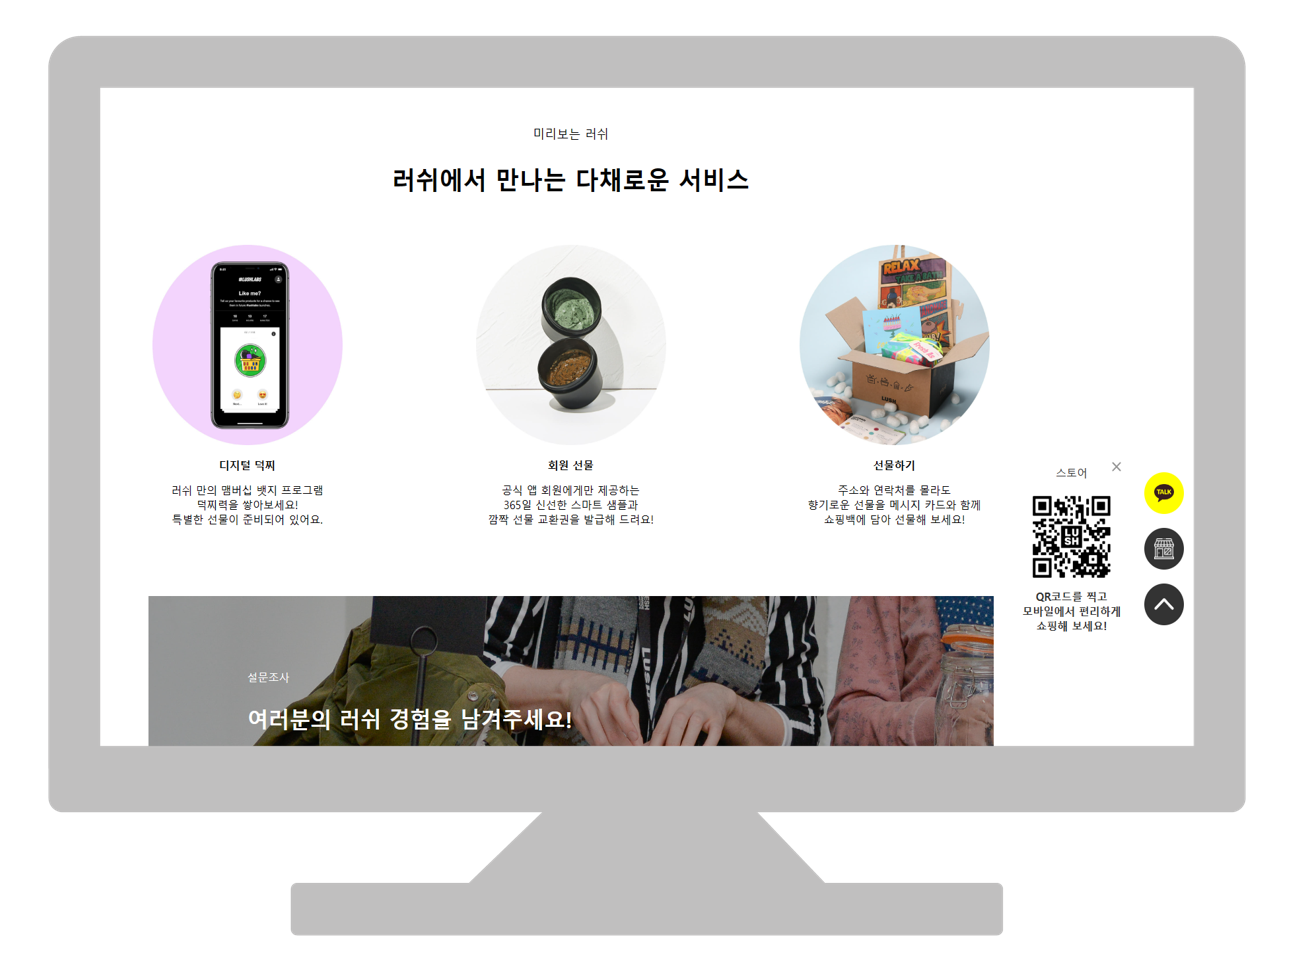 미리보는 러쉬
러쉬에서 만나는 다채로운 서비스
#LUSHLABS
Like me?
RELAX
LUSH
디지털 덕찌
러쉬 만의 맴버십 뱃지 프로그램
덕찌력을 쌓아보세요!
특별한 선물이 준비되어 있어요.
회원 선물
공식 앱 회원에게만 제공하는
365일 신선한 스마트 샘플과
깜짝 선물 교환권을 발급해 드려요!
선물하기
주소와 연락처를 몰라도
향기로운 선물을 메시지 카드와 함께
쇼핑백에 담아 선물해 보세요!
스토어
TALK
LU
SH
QR코드를 찍고
모바일에서 편리하게
쇼핑해 보세요!
설문조사
여러분의 러쉬 경험을 남겨주세요!